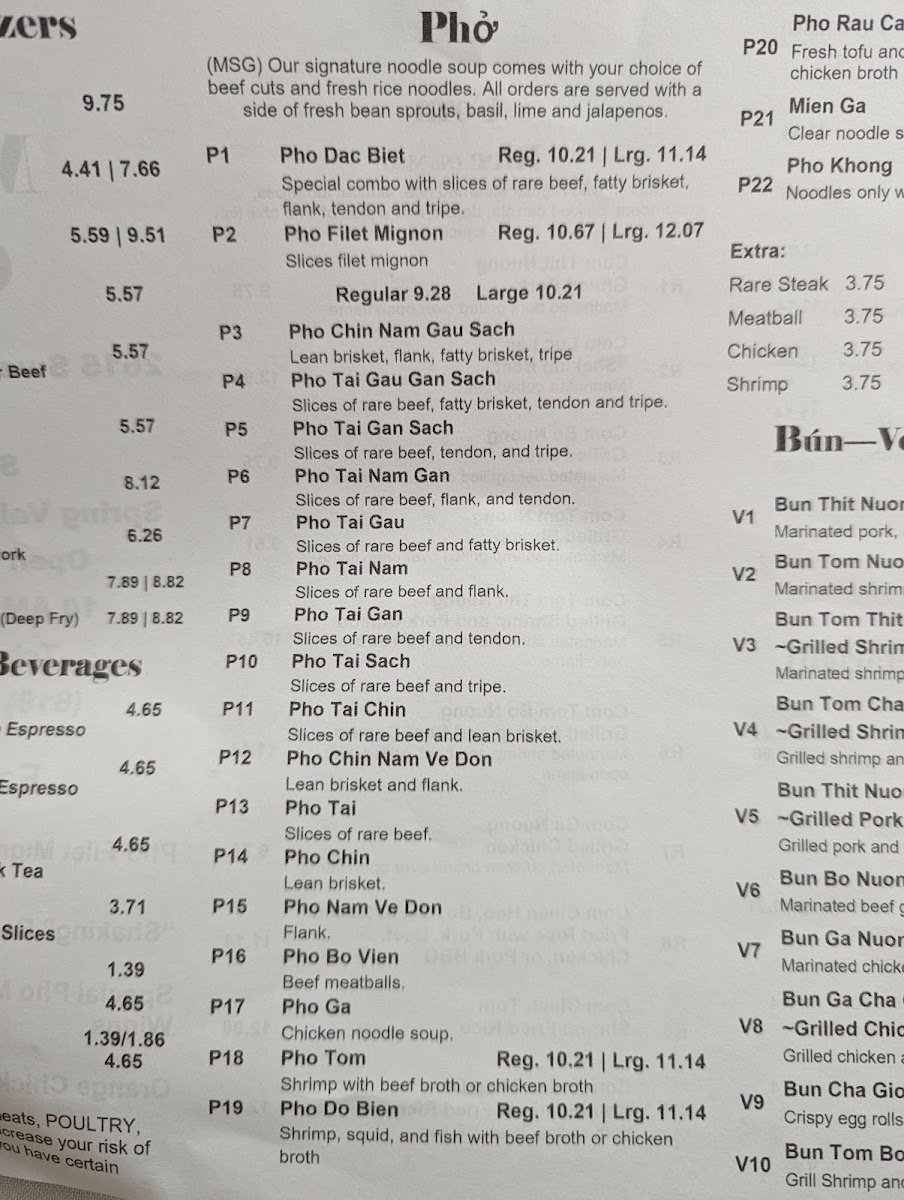 zers
9.75
4.41 | 7.66
5.59 | 9.51
5.57
5.57
Beef
5.57
8.12
6.26
ork
7.89 | 8.82
(Deep Fry) 7.89 | 8.82
Beverages
4.65
Espresso
4.65
Espresso
4.65
k Tea
3.71
Slices
1.39
4.65
1.39/1.86
4.65
eats, POULTRY,
crease your risk of
you have certain
Phở
(MSG) Our signature noodle soup comes with your choice of
beef cuts and fresh rice noodles. All orders are served with a
side of fresh bean sprouts, basil, lime and jalapenos.
P1 Pho Dac Biet Reg. 10.21 | Lrg. 11.14
Special combo with slices of rare beef, fatty brisket,
flank, tendon and tripe.
P2 Pho Filet Mignon Reg. 10.67 | Lrg. 12.07
Slices filet mignon
Regular 9.28 Large 10.21
P3 Pho Chin Nam Gau Sach
Lean brisket, flank, fatty brisket, tripe
P4 Pho Tai Gau Gan Sach
Slices of rare beef, fatty brisket, tendon and tripe.
P5 Pho Tai Gan Sach
Slices of rare beef, tendon, and tripe.
P6 Pho Tai Nam Gan
Slices of rare beef, flank, and tendon.
P7 Pho Tai Gau
Slices of rare beef and fatty brisket.
P8 Pho Tai Nam
Slices of rare beef and flank.
P9 Pho Tai Gan
Slices of rare beef and tendon.
P10 Pho Tai Sach
Slices of rare beef and tripe.
P11 Pho Tai Chin
Slices of rare beef and lean brisket.
P12 Pho Chin Nam Ve Don
Lean brisket and flank.
P13 Pho Tai
Slices of rare beef.
P14 Pho Chin
Lean brisket.
P15 Pho Nam Ve Don
Flank.
P16 Pho Bo Vien
Beef meatballs.
P17 Pho Ga
Chicken noodle soup.
P18 Pho Tom Reg. 10.21 | Lrg. 11.14
Shrimp with beef broth or chicken broth
P19 Pho Do Bien Reg. 10.21 | Lrg. 11.14
Shrimp, squid, and fish with beef broth or chicken
broth
Pho Rau Ca
P20 Fresh tofu and
chicken broth
P21 Mien Ga
Clear noodle s
P22 Pho Khong
Noodles only w
Extra:
Rare Steak 3.75
Meatball 3.75
Chicken 3.75
Shrimp 3.75
Bún—Ve
V1 Bun Thit Nuon
Marinated pork,
V2 Bun Tom Nuo
Marinated shrim
Bun Tom Thit
V3 ~Grilled Shrim
Marinated shrimp
Bun Tom Cha
V4 ~Grilled Shrim
Grilled shrimp an
Bun Thit Nuo
V5 ~Grilled Pork
Grilled pork and
V6 Bun Bo Nuon
Marinated beef g
V7 Bun Ga Nuon
Marinated chicke
Bun Ga Cha
V8 ~Grilled Chic
Grilled chicken a
V9 Bun Cha Gio
Crispy egg rolls
V10 Bun Tom Bo
Grill Shrimp and